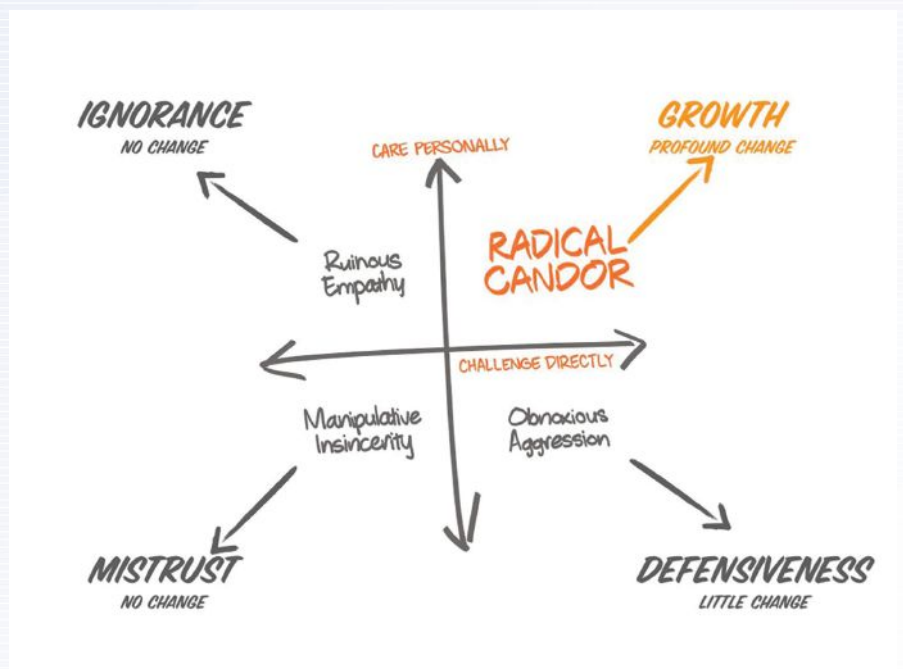 IGNORANCE
NO CHANGE
GROWTH
PROFOUND CHANGE
CARE PERSONALLY
Ruinous
Empathy
RADICAL
CANDOR
CHALLENGE DIRECTLY
Manipulative
Insincerity
Obnoxious
Aggression
MISTRUST
NO CHANGE
DEFENSIVENESS
LITTLE CHANGE